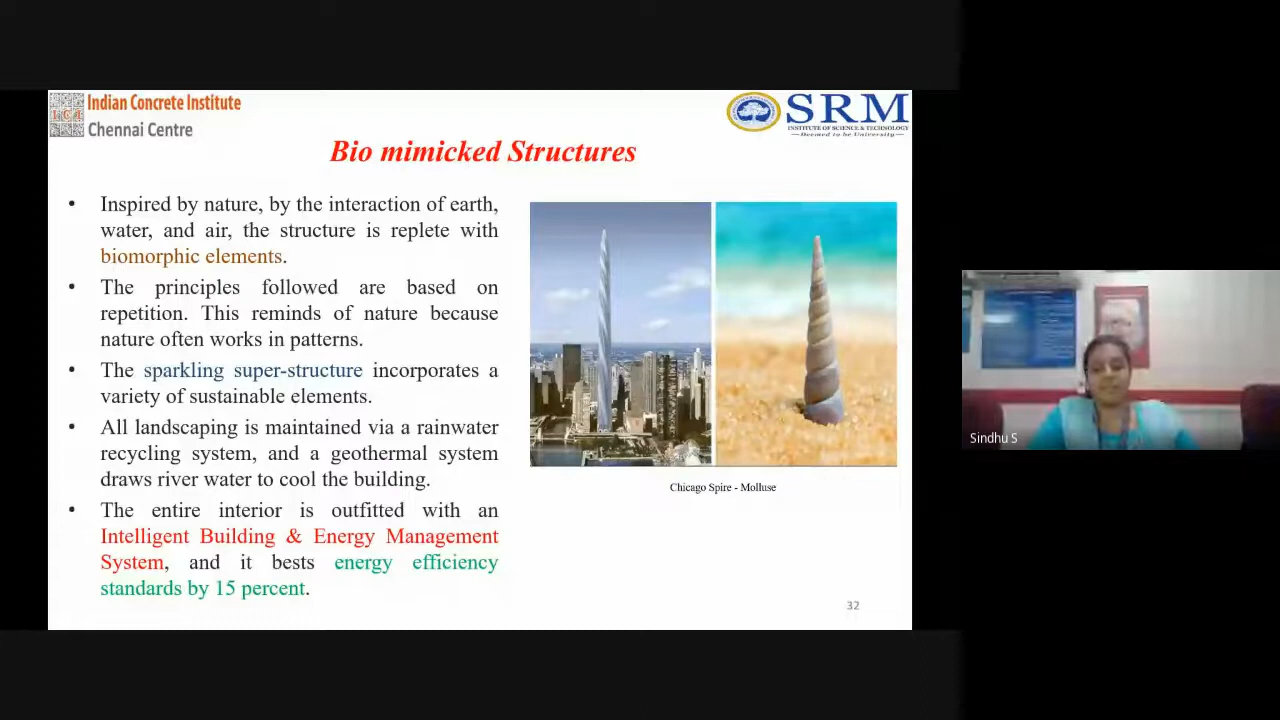 Indian Concrete Institute
Chennai Centre
ICI
SRM
INSTITUTE OF SCIENCE & TECHNOLOGY
Deemed to be University
Bio mimicked Structures
• Inspired by nature, by the interaction of earth,
water, and air, the structure is replete with
biomorphic elements.
• The principles followed are based on
repetition. This reminds of nature because
nature often works in patterns.
• The sparkling super-structure incorporates a
variety of sustainable elements.
• All landscaping is maintained via a rainwater
recycling system, and a geothermal system
draws river water to cool the building.
• The entire interior is outfitted with an
Intelligent Building & Energy Management
System, and it bests energy efficiency
standards by 15 percent.
Chicago Spire - Molluse
32
Sindhu S